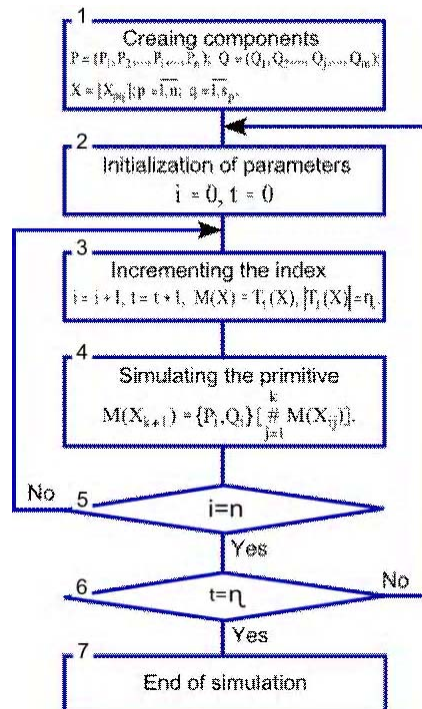 1
Creaing components
P = (P₁, P₂,..., Pᵢ,..., Pₙ); Q = (Q₁, Q₂,..., Qⱼ,..., Qₘ);
X = [Xₚq]; p = 1,n; q = 1,sₚ.
2
Initialization of parameters
i = 0, t = 0
3
Incrementing the index
i = i + 1, t = t + 1, M(X) = Tᵢ(X), |Tᵢ(X)| = η.
4
Simulating the primitive
k
M(Xₖ₊₁) = {Pᵢ, Qᵢ}[ # M(Xᵢⱼ)].
j=1
No
5
i=n
Yes
6
t=η
No
Yes
7
End of simulation